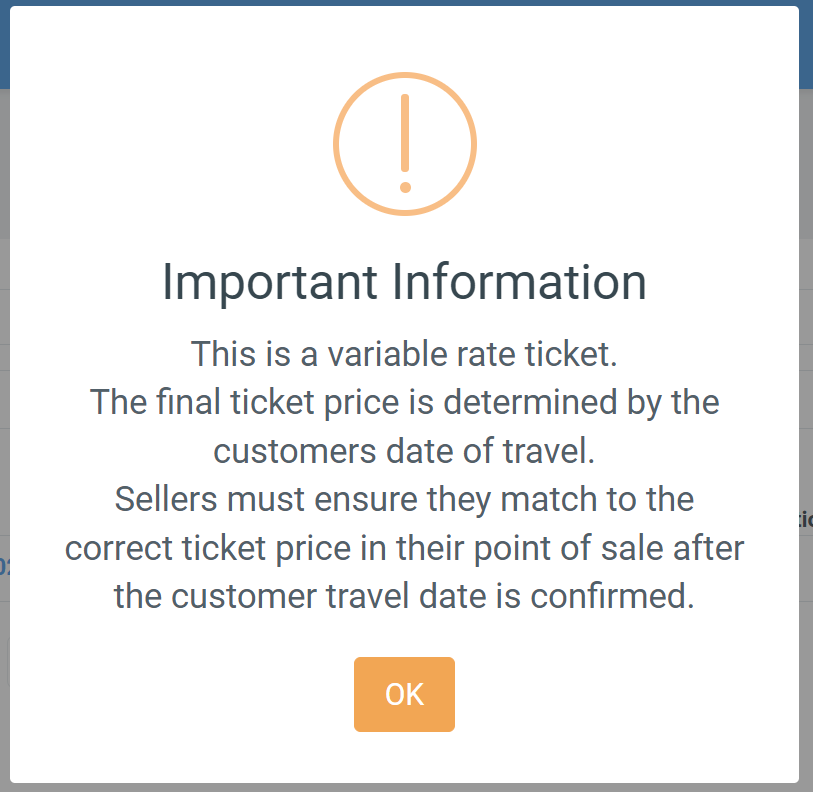 Important Information
This is a variable rate ticket.
The final ticket price is determined by the
customers date of travel.
Sellers must ensure they match to the
correct ticket price in their point of sale after
the customer travel date is confirmed.
OK